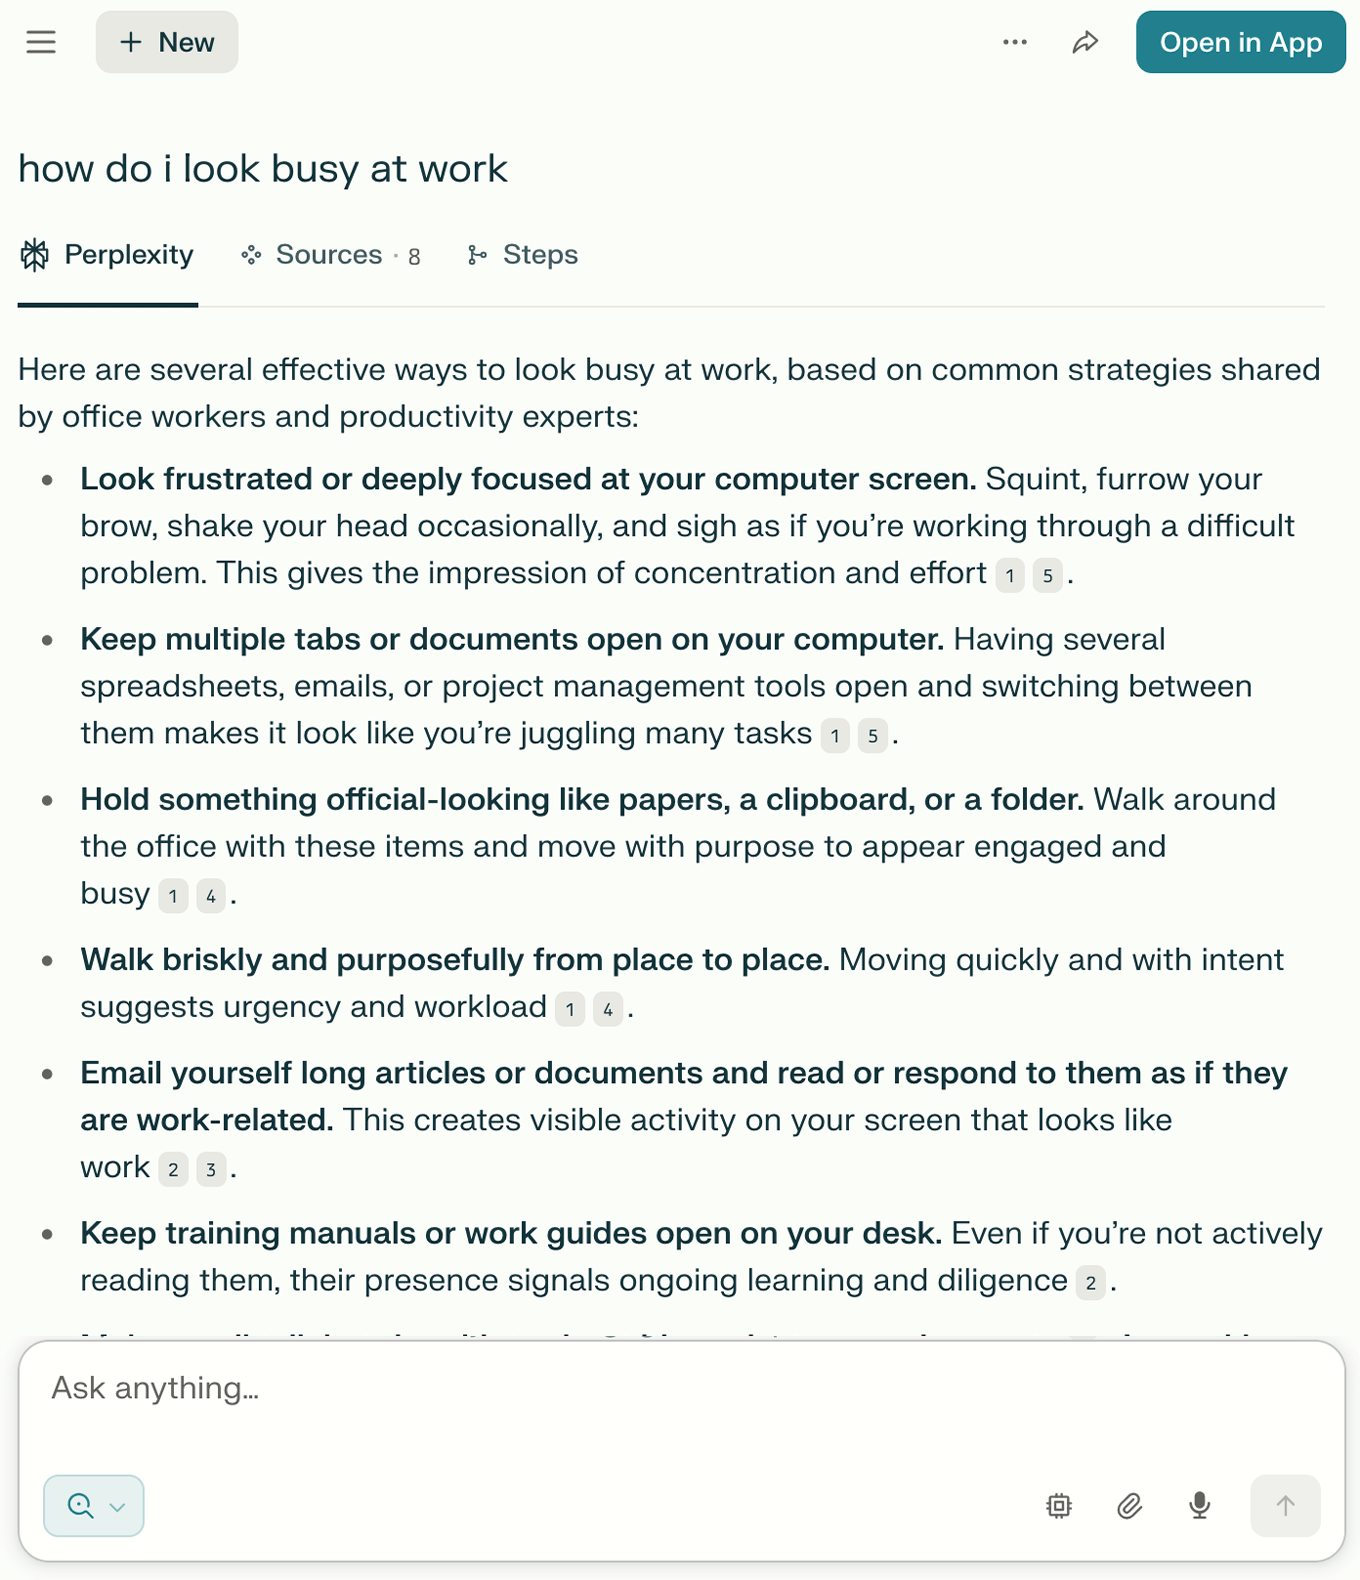 New
Open in App
how do i look busy at work
Perplexity
Sources · 8
Steps
Here are several effective ways to look busy at work, based on common strategies shared
by office workers and productivity experts:
• Look frustrated or deeply focused at your computer screen. Squint, furrow your
brow, shake your head occasionally, and sigh as if you’re working through a difficult
problem. This gives the impression of concentration and effort 1 5 .
• Keep multiple tabs or documents open on your computer. Having several
spreadsheets, emails, or project management tools open and switching between
them makes it look like you’re juggling many tasks 1 5 .
• Hold something official-looking like papers, a clipboard, or a folder. Walk around
the office with these items and move with purpose to appear engaged and
busy 1 4 .
• Walk briskly and purposefully from place to place. Moving quickly and with intent
suggests urgency and workload 1 4 .
• Email yourself long articles or documents and read or respond to them as if they
are work-related. This creates visible activity on your screen that looks like
work 2 3 .
• Keep training manuals or work guides open on your desk. Even if you’re not actively
reading them, their presence signals ongoing learning and diligence 2 .
Ask anything…